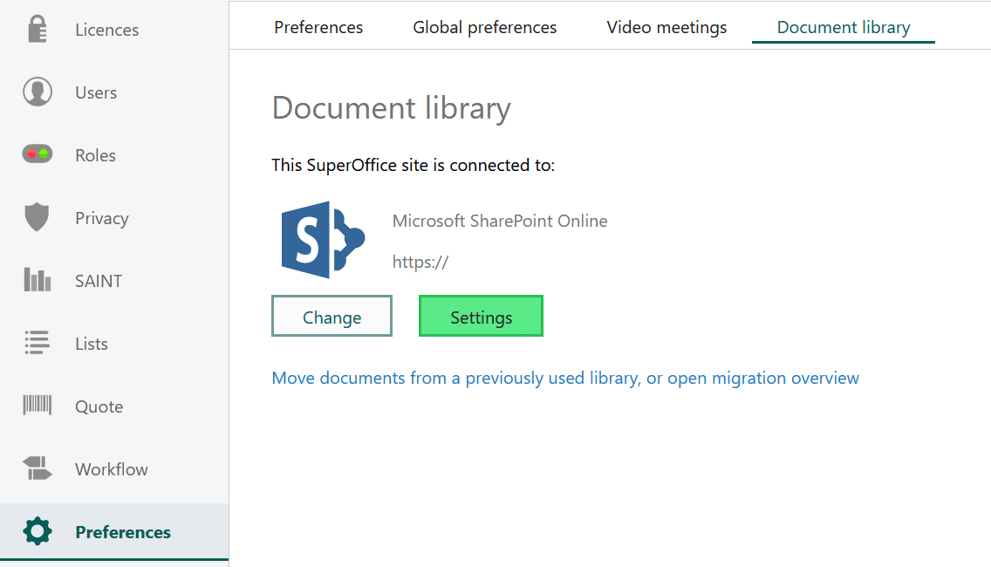 Licences
Users
Roles
Privacy
SAINT
Lists
Quote
Workflow
Preferences
Preferences Global preferences Video meetings Document library
Document library
This SuperOffice site is connected to:
S
Microsoft SharePoint Online
https://
Change Settings
Move documents from a previously used library, or open migration overview